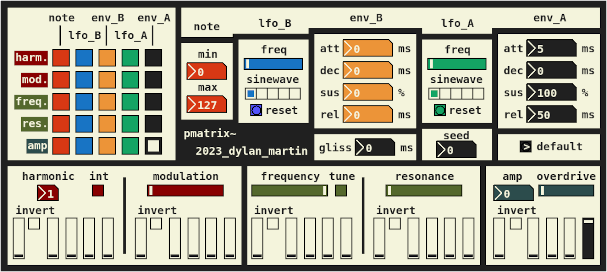 note env_B env_A
lfo_B lfo_A
harm.
mod.
freq.
res.
amp
note
min
0
max
127
lfo_B
freq
sinewave
reset
env_B
att 0 ms
dec 0 ms
sus 0 %
rel 0 ms
lfo_A
freq
sinewave
reset
env_A
att 5 ms
dec 0 ms
sus 100 %
rel 50 ms
pmatrix~
2023_dylan_martin
gliss 0 ms
seed
0
> default
harmonic int
1
invert
modulation
invert
frequency tune
invert
resonance
invert
amp overdrive
0
invert